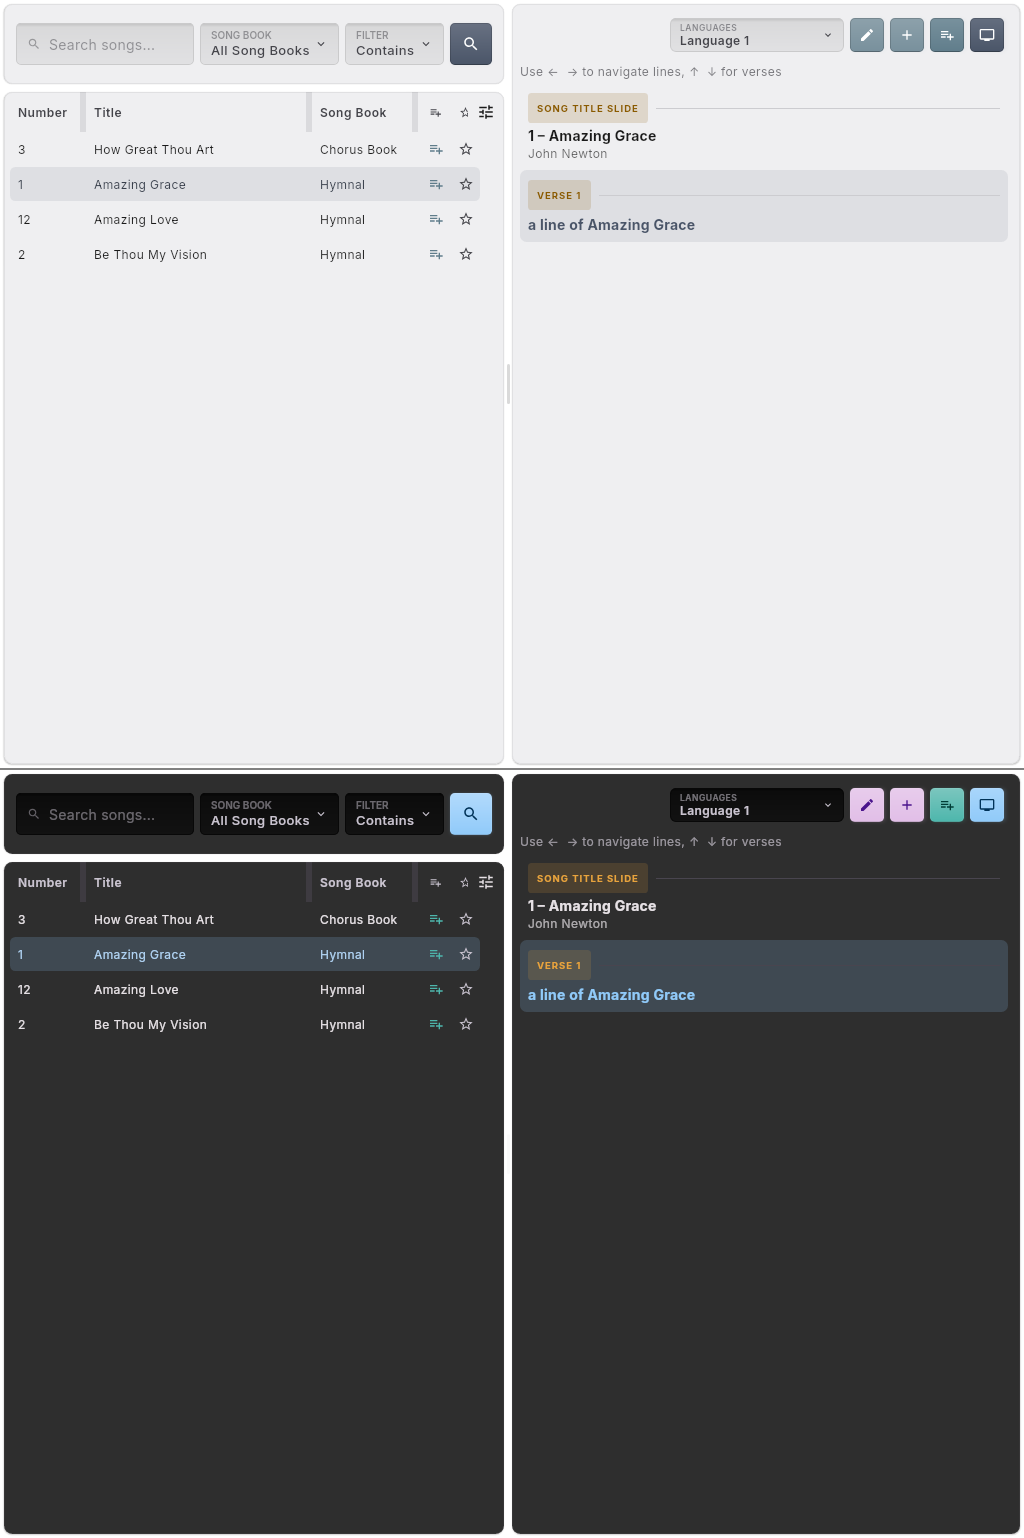 Search songs...
SONG BOOK
All Song Books
FILTER
Contains
Number Title Song Book
3 How Great Thou Art Chorus Book
1 Amazing Grace Hymnal
12 Amazing Love Hymnal
2 Be Thou My Vision Hymnal
LANGUAGES
Language 1
Use ← → to navigate lines, ↑ ↓ for verses
SONG TITLE SLIDE
1 – Amazing Grace
John Newton
VERSE 1
a line of Amazing Grace
Search songs...
SONG BOOK
All Song Books
FILTER
Contains
Number Title Song Book
3 How Great Thou Art Chorus Book
1 Amazing Grace Hymnal
12 Amazing Love Hymnal
2 Be Thou My Vision Hymnal
LANGUAGES
Language 1
Use ← → to navigate lines, ↑ ↓ for verses
SONG TITLE SLIDE
1 – Amazing Grace
John Newton
VERSE 1
a line of Amazing Grace